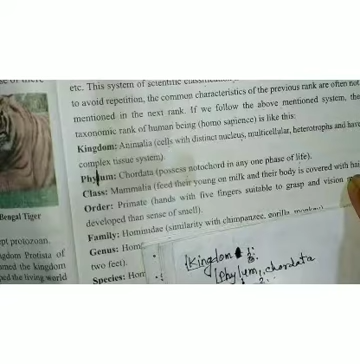 etc. This system of scientific
to avoid repetition, the common characteristics of the previous rank are often not
mentioned in the next rank. If we follow the above mentioned system, the
taxonomic rank of human being (homo sapience) is like this:
Kingdom: Animalia (cells with distinct nucleus, multicellular, heterotrophs and have
complex tissue system).
Phylum: Chordata (possess notochord in any one phase of life).
Class: Mammalia (feed their young on milk and their body is covered with hai
Order: Primate (hands with five fingers suitable to grasp and vision
developed than sense of smell).
Family: Hominidae (similarity with chimpanzee, gorilla, monkey)
Genus: Hom
two feet).
Species: Hom
Bengal Tiger
pt protozoan.
gdom Protista of
med the kingdom
ped the living world
Kingdom
Phylum, chordata